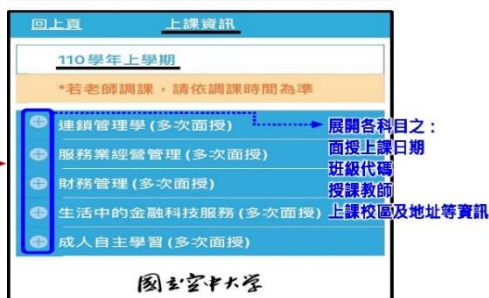 回上頁 上課資訊
110學年上學期
*若老師調課，請依調課時間為準
連鎖管理學(多次面授)
服務業經營管理(多次面授)
財務管理(多次面授)
生活中的金融科技服務(多次面授)
成人自主學習(多次面授)
國立空中大学
展開各科目之：
面授上課日期
班級代碼
授課教師
上課校區及地址等資訊